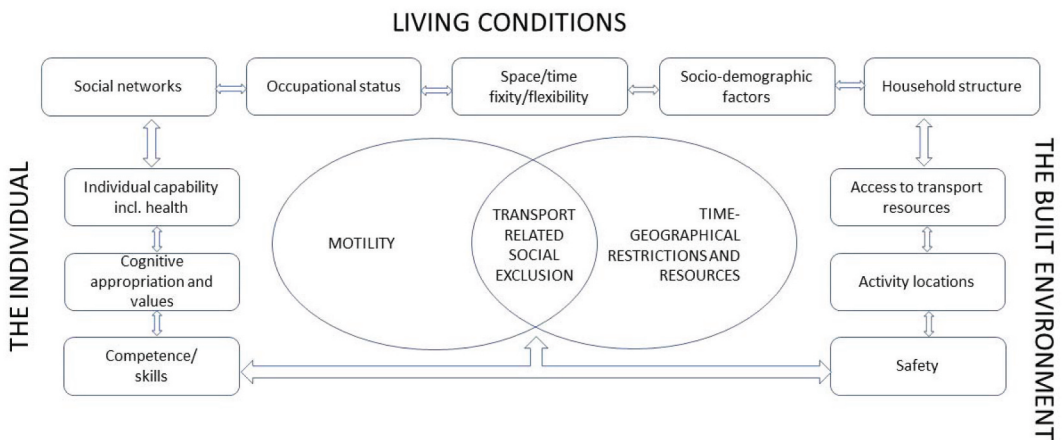 LIVING CONDITIONS
Social networks
Occupational status
Space/time
fixity/flexibility
Socio-demographic
factors
Household structure
THE INDIVIDUAL
Individual capability
incl. health
Cognitive
appropriation and
values
Competence/
skills
MOTILITY
TRANSPORT
RELATED
SOCIAL
EXCLUSION
TIME-
GEOGRAPHICAL
RESTRICTIONS AND
RESOURCES
Access to transport
resources
Activity locations
Safety
THE BUILT ENVIRONMENT